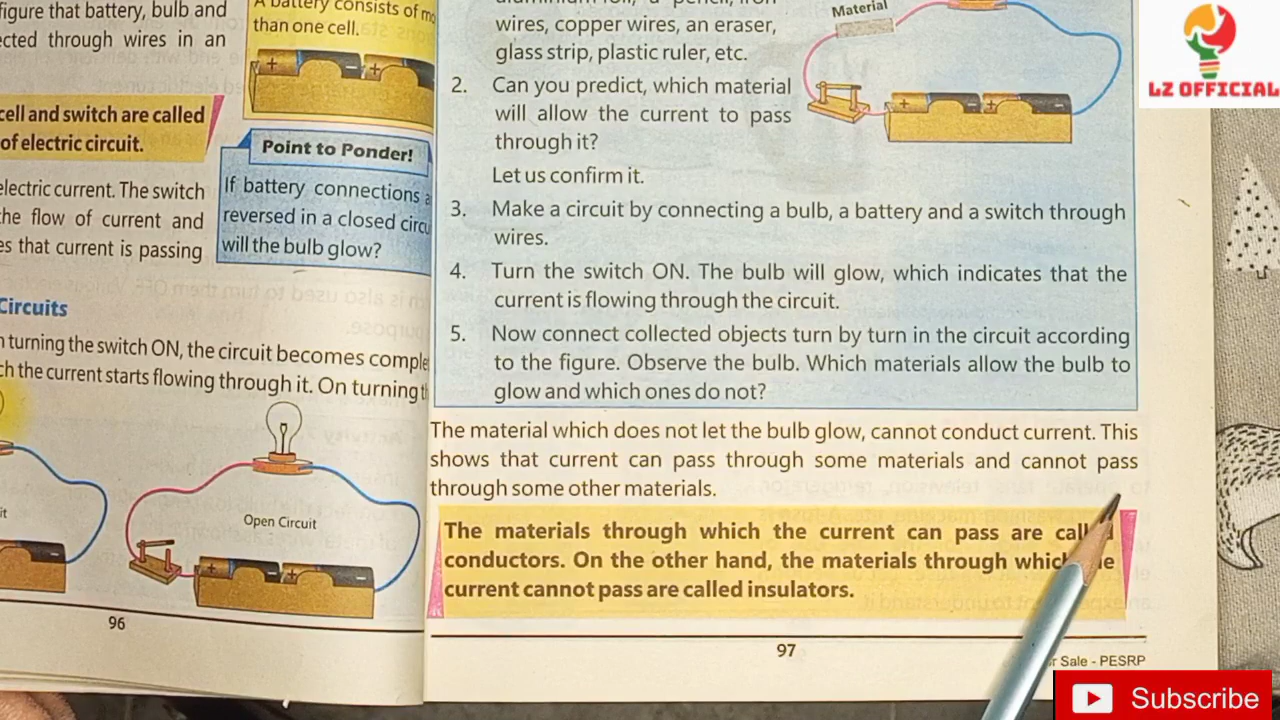 figure that battery, bulb and
ected through wires in an
cell and switch are called
of electric circuit.
electric current. The switch
the flow of current and
es that current is passing
A battery consists of mo
than one cell.
Point to Ponder!
If battery connections a
reversed in a closed circu
will the bulb glow?
Circuits
n turning the switch ON, the circuit becomes comple
ch the current starts flowing through it. On turning t
it
Open Circuit
96
wires, copper wires, an eraser,
glass strip, plastic ruler, etc.
2. Can you predict, which material
will allow the current to pass
through it?
Let us confirm it.
Material
3. Make a circuit by connecting a bulb, a battery and a switch through
wires.
4. Turn the switch ON. The bulb will glow, which indicates that the
current is flowing through the circuit.
5. Now connect collected objects turn by turn in the circuit according
to the figure. Observe the bulb. Which materials allow the bulb to
glow and which ones do not?
The material which does not let the bulb glow, cannot conduct current. This
shows that current can pass through some materials and cannot pass
through some other materials.
The materials through which the current can pass are cal
conductors. On the other hand, the materials through whic e
current cannot pass are called insulators.
97
r Sale - PESRP
LZ OFFICIAL
Subscribe